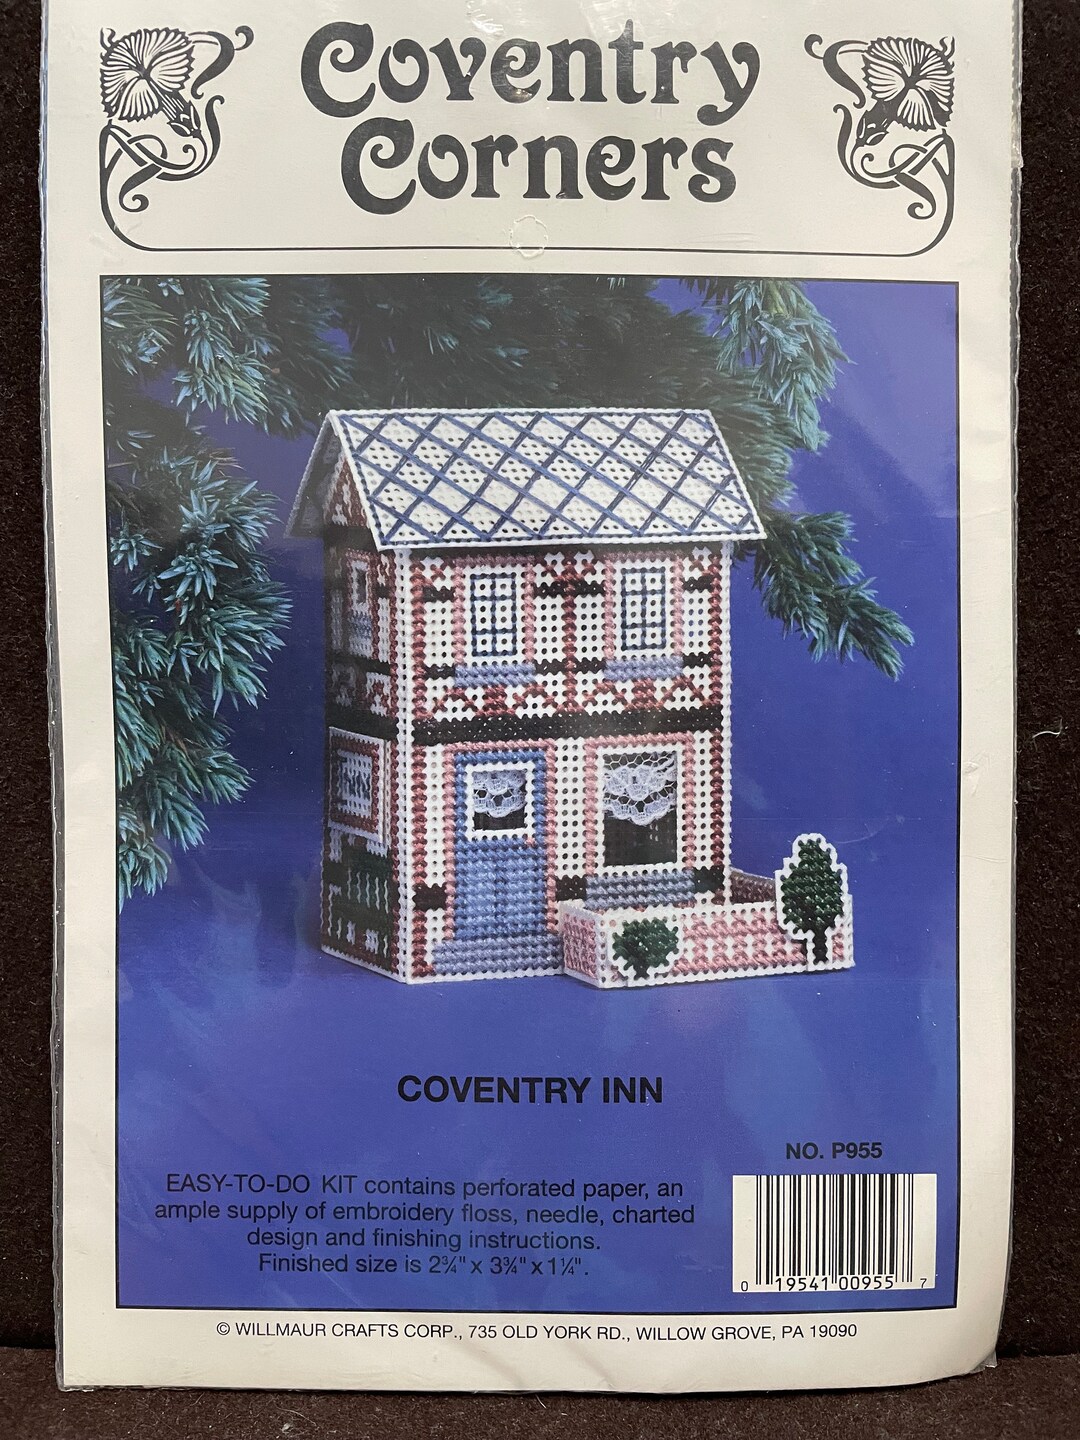 Coventry
Corners
COVENTRY INN
NO. P955
EASY-TO-DO KIT contains perforated paper, an
ample supply of embroidery floss, needle, charted
design and finishing instructions.
Finished size is 2¾" x 3¾" x 1¼".
0 19541 00955 7
© WILLMAUR CRAFTS CORP., 735 OLD YORK RD., WILLOW GROVE, PA 19090